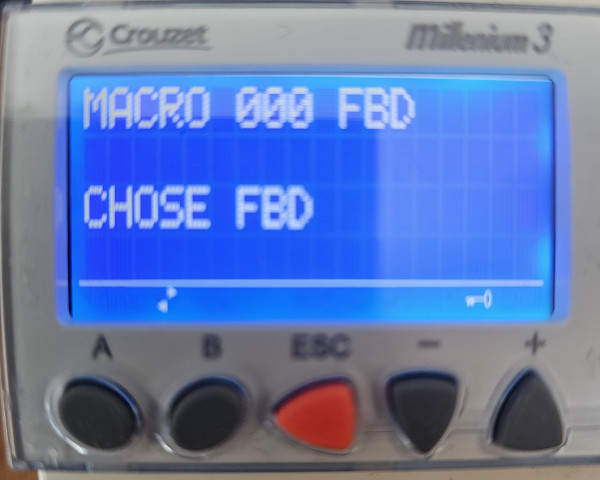 Crouzet
Millenium 3
MACRO 000 FBD
CHOSE FBD
A B ESC - +